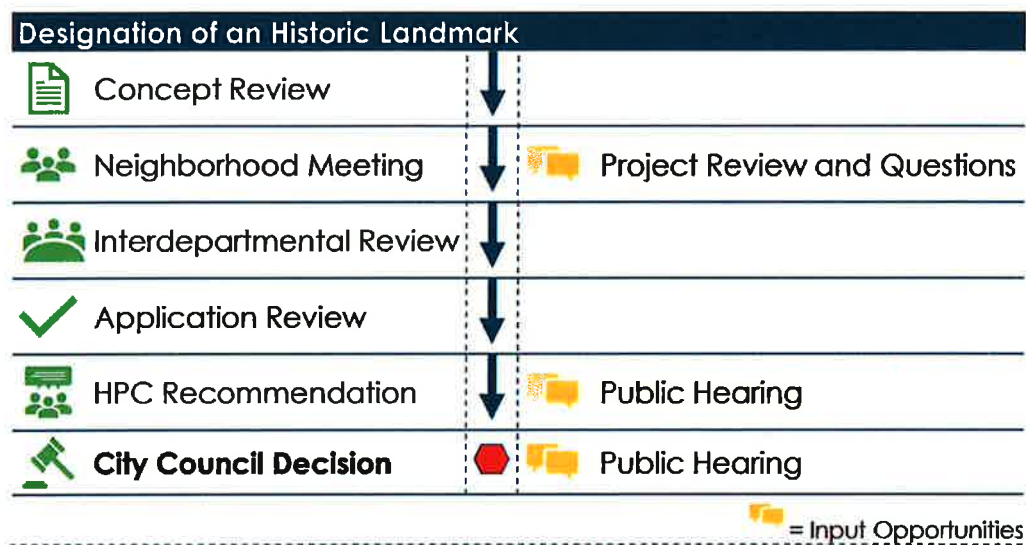 Designation of an Historic Landmark
Concept Review
Neighborhood Meeting Project Review and Questions
Interdepartmental Review
Application Review
HPC Recommendation Public Hearing
City Council Decision Public Hearing
= Input Opportunities